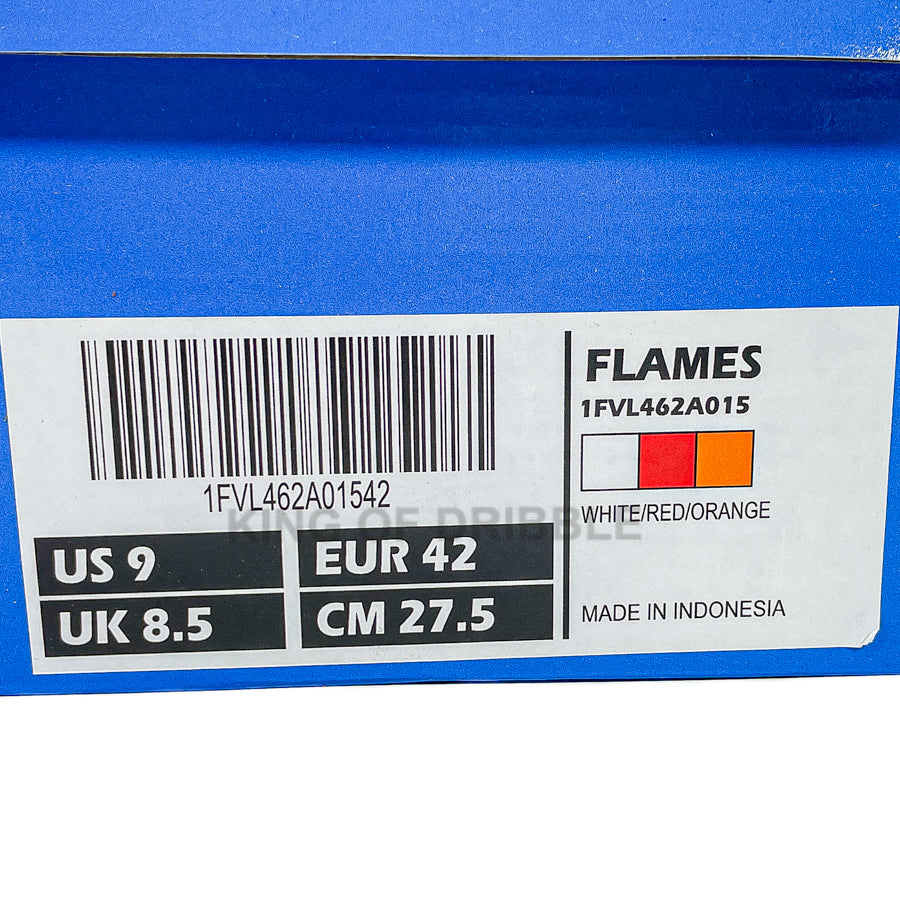 1FVL462A01542
KING OF DRIBBLE
US 9
EUR 42
UK 8.5
CM 27.5
FLAMES
1FVL462A015
WHITE/RED/ORANGE
MADE IN INDONESIA